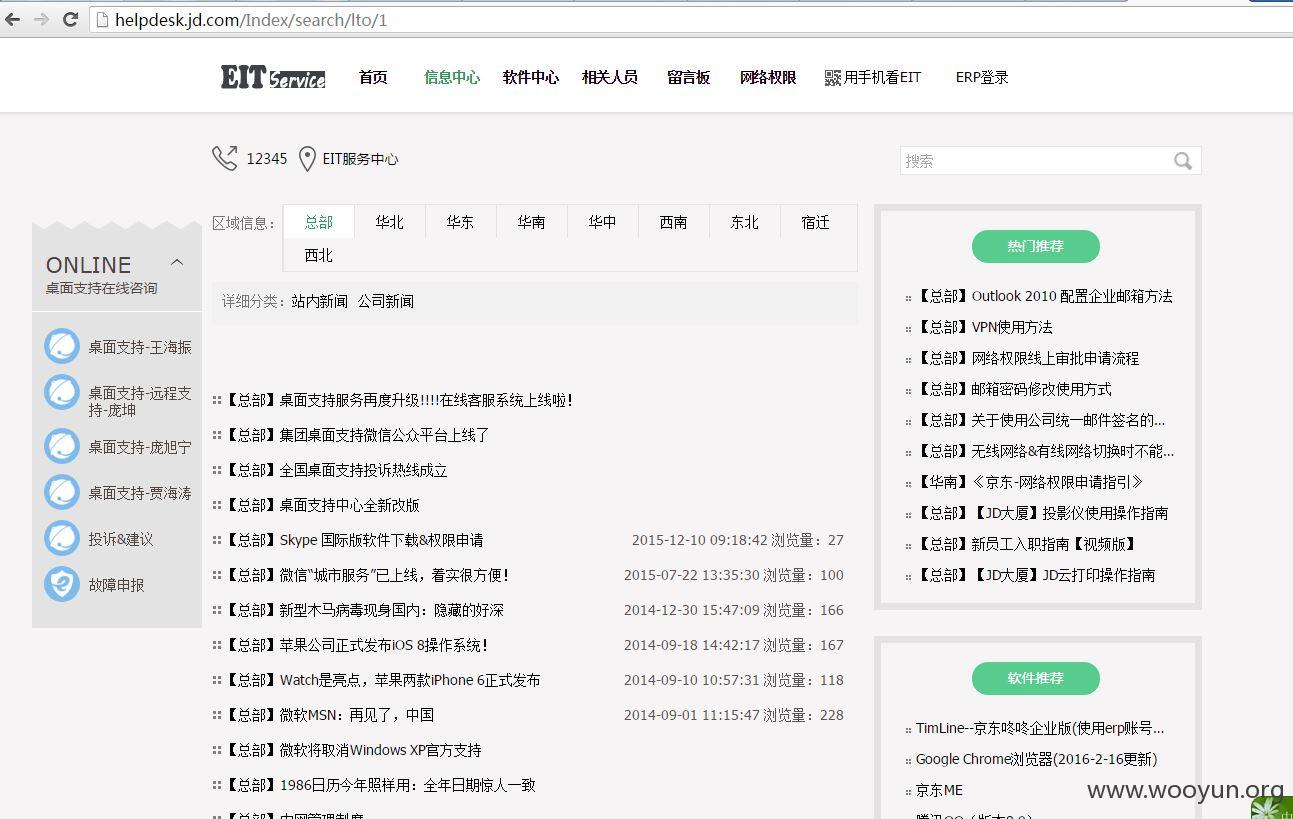 helpdesk.jd.com/Index/search/lto/1
EIT Service 首页 信息中心 软件中心 相关人员 留言板 网络权限 用手机看EIT ERP登录
12345 EIT服务中心
搜索
ONLINE
桌面支持在线咨询
桌面支持-王海振
桌面支持-远程支
持-庞坤
桌面支持-庞旭宁
桌面支持-贾海涛
投诉&建议
故障申报
区域信息： 总部 华北 华东 华南 华中 西南 东北 宿迁
西北
详细分类：站内新闻 公司新闻
【总部】桌面支持服务再度升级!!!!在线客服系统上线啦！
【总部】集团桌面支持微信公众平台上线了
【总部】全国桌面支持投诉热线成立
【总部】桌面支持中心全新改版
【总部】Skype 国际版软件下载&权限申请 2015-12-10 09:18:42 浏览量：27
【总部】微信“城市服务”已上线，着实很方便！ 2015-07-22 13:35:30 浏览量：100
【总部】新型木马病毒现身国内：隐藏的好深 2014-12-30 15:47:09 浏览量：166
【总部】苹果公司正式发布iOS 8操作系统！ 2014-09-18 14:42:17 浏览量：167
【总部】Watch是亮点，苹果两款iPhone 6正式发布 2014-09-10 10:57:31 浏览量：118
【总部】微软MSN：再见了，中国 2014-09-01 11:15:47 浏览量：228
【总部】微软将取消Windows XP官方支持
【总部】1986日历今年照样用：全年日期惊人一致
热门推荐
【总部】Outlook 2010 配置企业邮箱方法
【总部】VPN使用方法
【总部】网络权限线上审批申请流程
【总部】邮箱密码修改使用方式
【总部】关于使用公司统一邮件签名的...
【总部】无线网络&有线网络切换时不能...
【华南】《京东-网络权限申请指引》
【总部】【JD大厦】投影仪使用操作指南
【总部】新员工入职指南【视频版】
【总部】【JD大厦】JD云打印操作指南
软件推荐
TimLine--京东咚咚企业版(使用erp账号...
Google Chrome浏览器(2016-2-16更新)
京东ME
www.wooyun.org